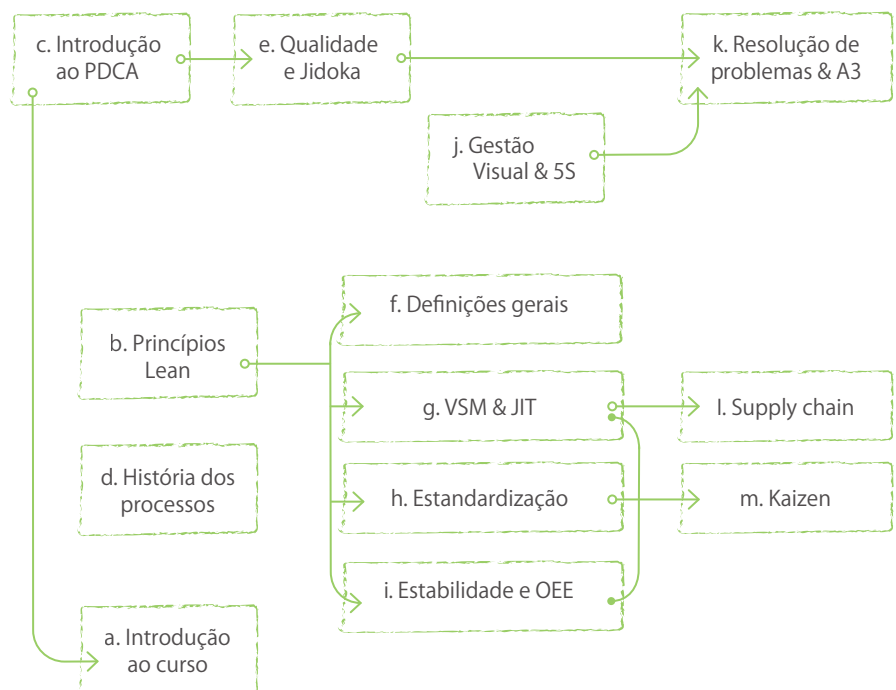 c. Introdução
ao PDCA
e. Qualidade
e Jidoka
k. Resolução de
problemas & A3
j. Gestão
Visual & 5S
f. Definições gerais
b. Princípios
Lean
g. VSM & JIT
l. Supply chain
d. História dos
processos
h. Estandardização
m. Kaizen
i. Estabilidade e OEE
a. Introdução
ao curso